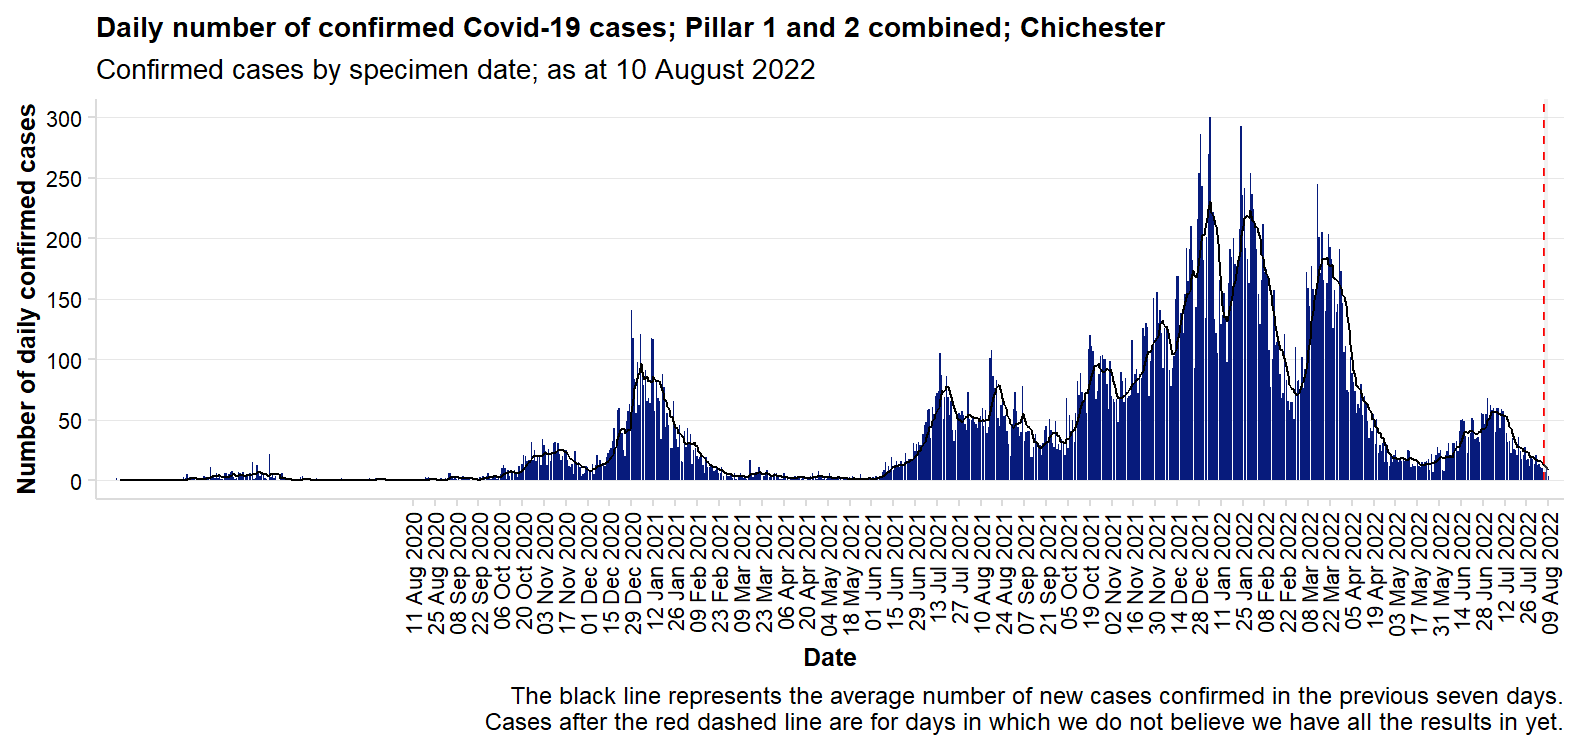 Daily number of confirmed Covid-19 cases; Pillar 1 and 2 combined; Chichester
Confirmed cases by specimen date; as at 10 August 2022
Number of daily confirmed cases
300
250
200
150
100
50
0
11 Aug 2020
25 Aug 2020
08 Sep 2020
22 Sep 2020
06 Oct 2020
20 Oct 2020
03 Nov 2020
17 Nov 2020
01 Dec 2020
15 Dec 2020
29 Dec 2020
12 Jan 2021
26 Jan 2021
09 Feb 2021
23 Feb 2021
09 Mar 2021
23 Mar 2021
06 Apr 2021
20 Apr 2021
04 May 2021
18 May 2021
01 Jun 2021
15 Jun 2021
29 Jun 2021
13 Jul 2021
27 Jul 2021
10 Aug 2021
24 Aug 2021
07 Sep 2021
21 Sep 2021
05 Oct 2021
19 Oct 2021
02 Nov 2021
16 Nov 2021
30 Nov 2021
14 Dec 2021
28 Dec 2021
11 Jan 2022
25 Jan 2022
08 Feb 2022
22 Feb 2022
08 Mar 2022
22 Mar 2022
05 Apr 2022
19 Apr 2022
03 May 2022
17 May 2022
31 May 2022
14 Jun 2022
28 Jun 2022
12 Jul 2022
26 Jul 2022
09 Aug 2022
Date
The black line represents the average number of new cases confirmed in the previous seven days.
Cases after the red dashed line are for days in which we do not believe we have all the results in yet.